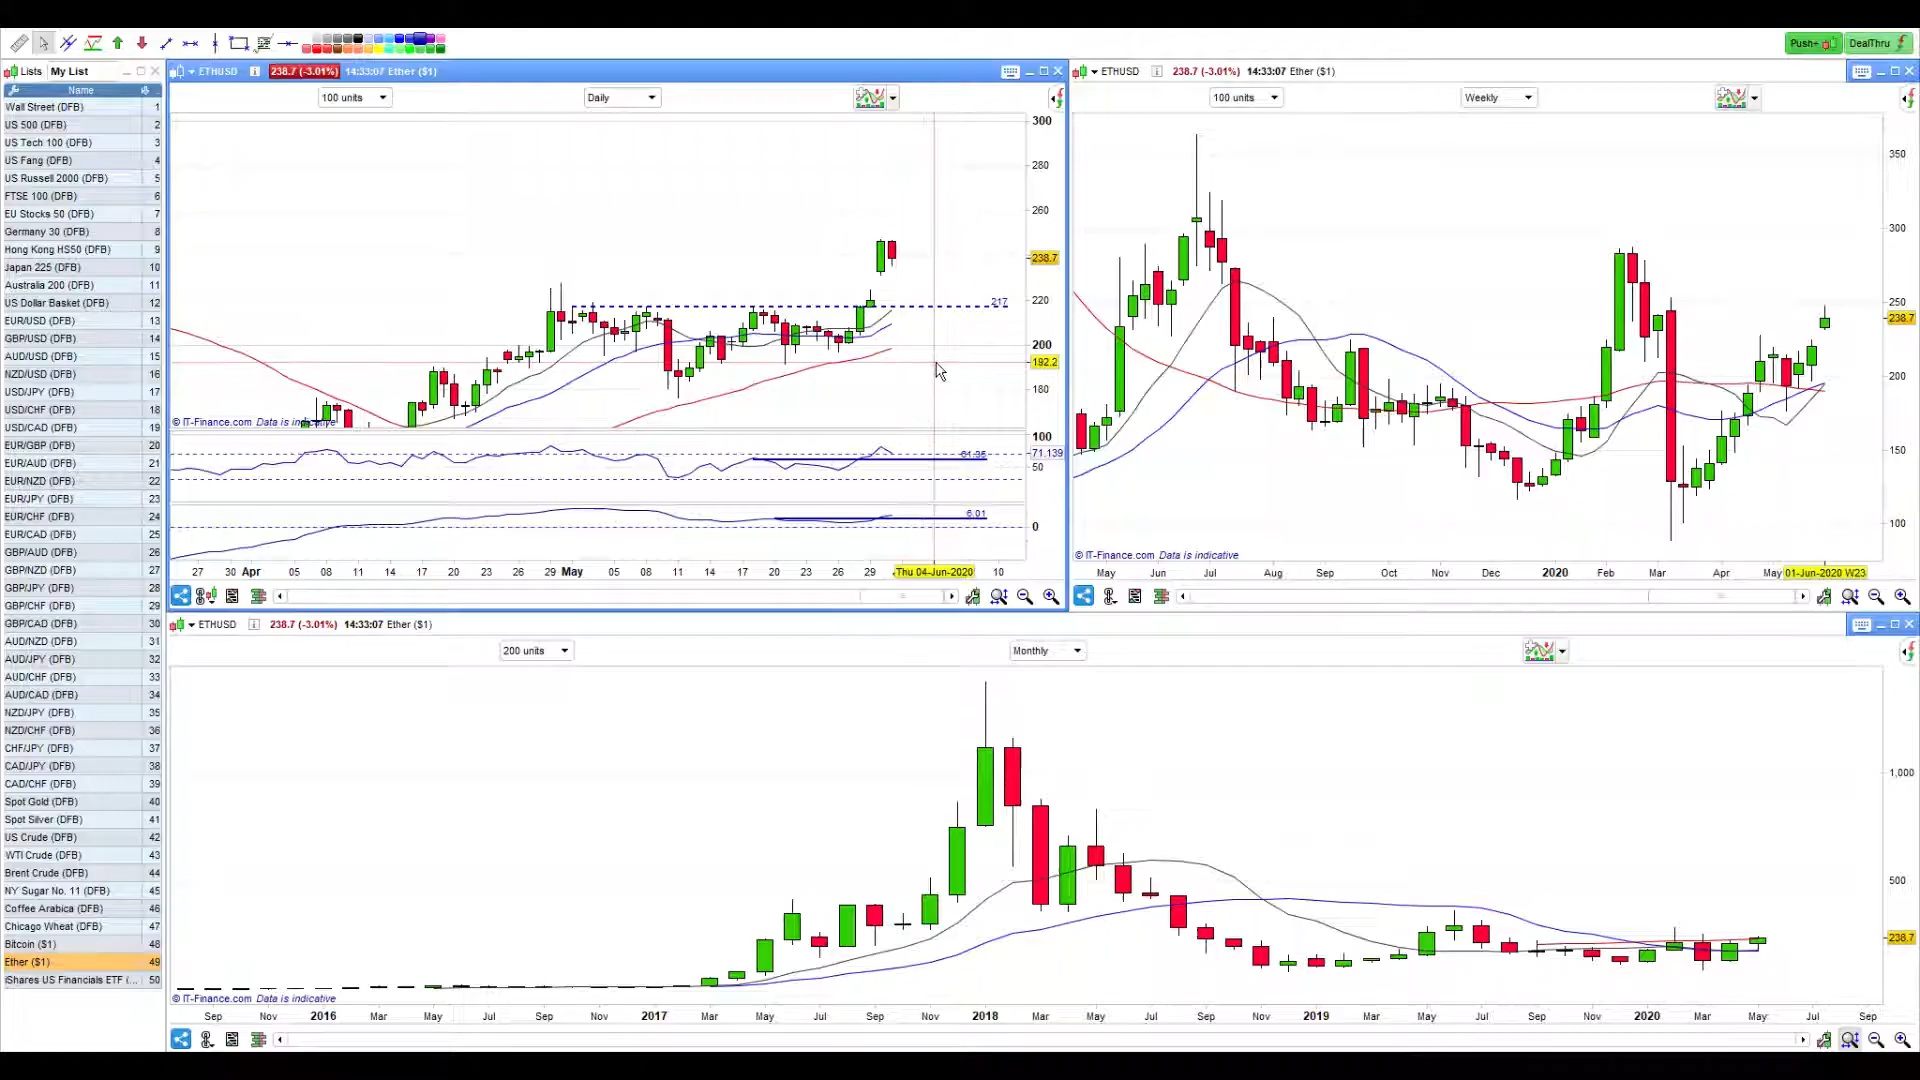 Push+
DealThru
Lists My List
Name
Wall Street (DFB) 1
US 500 (DFB) 2
US Tech 100 (DFB) 3
US Fang (DFB) 4
US Russell 2000 (DFB) 5
FTSE 100 (DFB) 6
EU Stocks 50 (DFB) 7
Germany 30 (DFB) 8
Hong Kong HS50 (DFB) 9
Japan 225 (DFB) 10
Australia 200 (DFB) 11
US Dollar Basket (DFB) 12
EUR/USD (DFB) 13
GBP/USD (DFB) 14
AUD/USD (DFB) 15
NZD/USD (DFB) 16
USD/JPY (DFB) 17
USD/CHF (DFB) 18
USD/CAD (DFB) 19
EUR/GBP (DFB) 20
EUR/AUD (DFB) 21
EUR/NZD (DFB) 22
EUR/JPY (DFB) 23
EUR/CHF (DFB) 24
EUR/CAD (DFB) 25
GBP/AUD (DFB) 26
GBP/NZD (DFB) 27
GBP/JPY (DFB) 28
GBP/CHF (DFB) 29
GBP/CAD (DFB) 30
AUD/NZD (DFB) 31
AUD/JPY (DFB) 32
AUD/CHF (DFB) 33
AUD/CAD (DFB) 34
NZD/JPY (DFB) 35
NZD/CHF (DFB) 36
CHF/JPY (DFB) 37
CAD/JPY (DFB) 38
CAD/CHF (DFB) 39
Spot Gold (DFB) 40
Spot Silver (DFB) 41
US Crude (DFB) 42
WTI Crude (DFB) 43
Brent Crude (DFB) 44
NY Sugar No. 11 (DFB) 45
Coffee Arabica (DFB) 46
Chicago Wheat (DFB) 47
Bitcoin ($1) 48
Ether ($1) 49
iShares US Financials ETF (... 50
ETHUSD 238.7 (-3.01%) 14:33:07 Ether ($1)
100 units Daily
300
280
260
238.7
220
217
200
192.2
180
© IT-Finance.com Data is indicative
100
61.35 71.139
50
6.01
0
27 30 Apr 05 08 14 17 20 23 26 29 May 05 08 11 14 17 20 23 26 29 Thu 04-Jun-2020 10
ETHUSD 238.7 (-3.01%) 14:33:07 Ether ($1)
100 units Weekly
350
300
250
238.7
200
150
100
© IT-Finance.com Data is indicative
May Jun Jul Aug Sep Oct Nov Dec 2020 Feb Mar Apr May 01-Jun-2020 W23
ETHUSD 238.7 (-3.01%) 14:33:07 Ether ($1)
200 units Monthly
1,000
500
238.7
© IT-Finance.com Data is indicative
Sep Nov 2016 Mar May Jul Sep Nov 2017 Mar May Jul Sep Nov 2018 Mar May Jul Sep Nov 2019 Mar May Jul Sep Nov 2020 Mar May Jul Sep